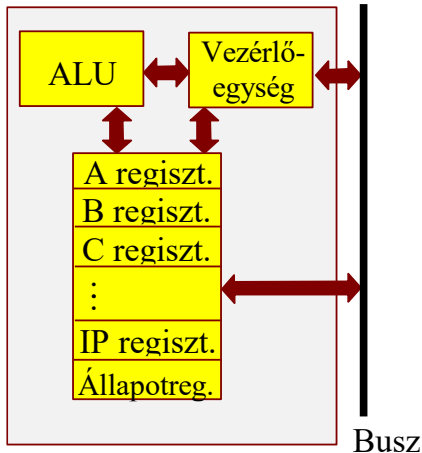 ALU
Vezérlő-
egység
A regiszt.
B regiszt.
C regiszt.
⋮
IP regiszt.
Állapotreg.
Busz